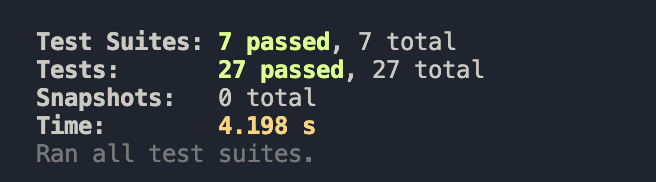 Test Suites: 7 passed, 7 total
Tests:       27 passed, 27 total
Snapshots:   0 total
Time:        4.198 s
Ran all test suites.